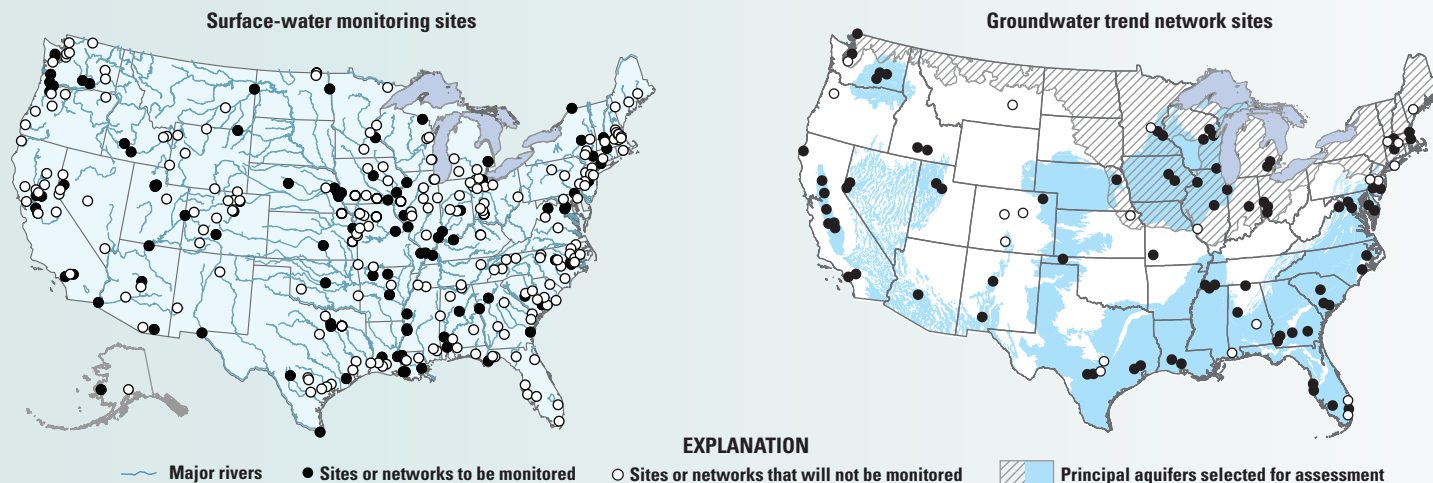 Surface-water monitoring sites
Groundwater trend network sites
EXPLANATION
Major rivers
Sites or networks to be monitored
Sites or networks that will not be monitored
Principal aquifers selected for assessment